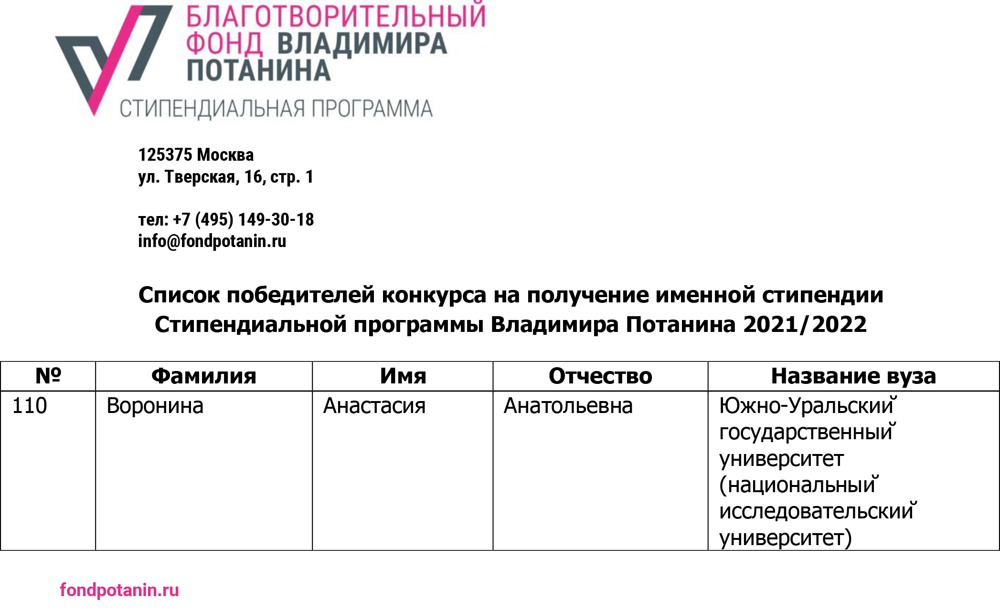 БЛАГОТВОРИТЕЛЬНЫЙ
ФОНД ВЛАДИМИРА
ПОТАНИНА
СТИПЕНДИАЛЬНАЯ ПРОГРАММА
125375 Москва
ул. Тверская, 16, стр. 1
тел: +7 (495) 149-30-18
info@fondpotanin.ru
Список победителей конкурса на получение именной стипендии
Стипендиальной программы Владимира Потанина 2021/2022
№ Фамилия Имя Отчество Название вуза
110 Воронина Анастасия Анатольевна Южно-Уральский
государственный
университет
(национальный
исследовательский
университет)
fondpotanin.ru